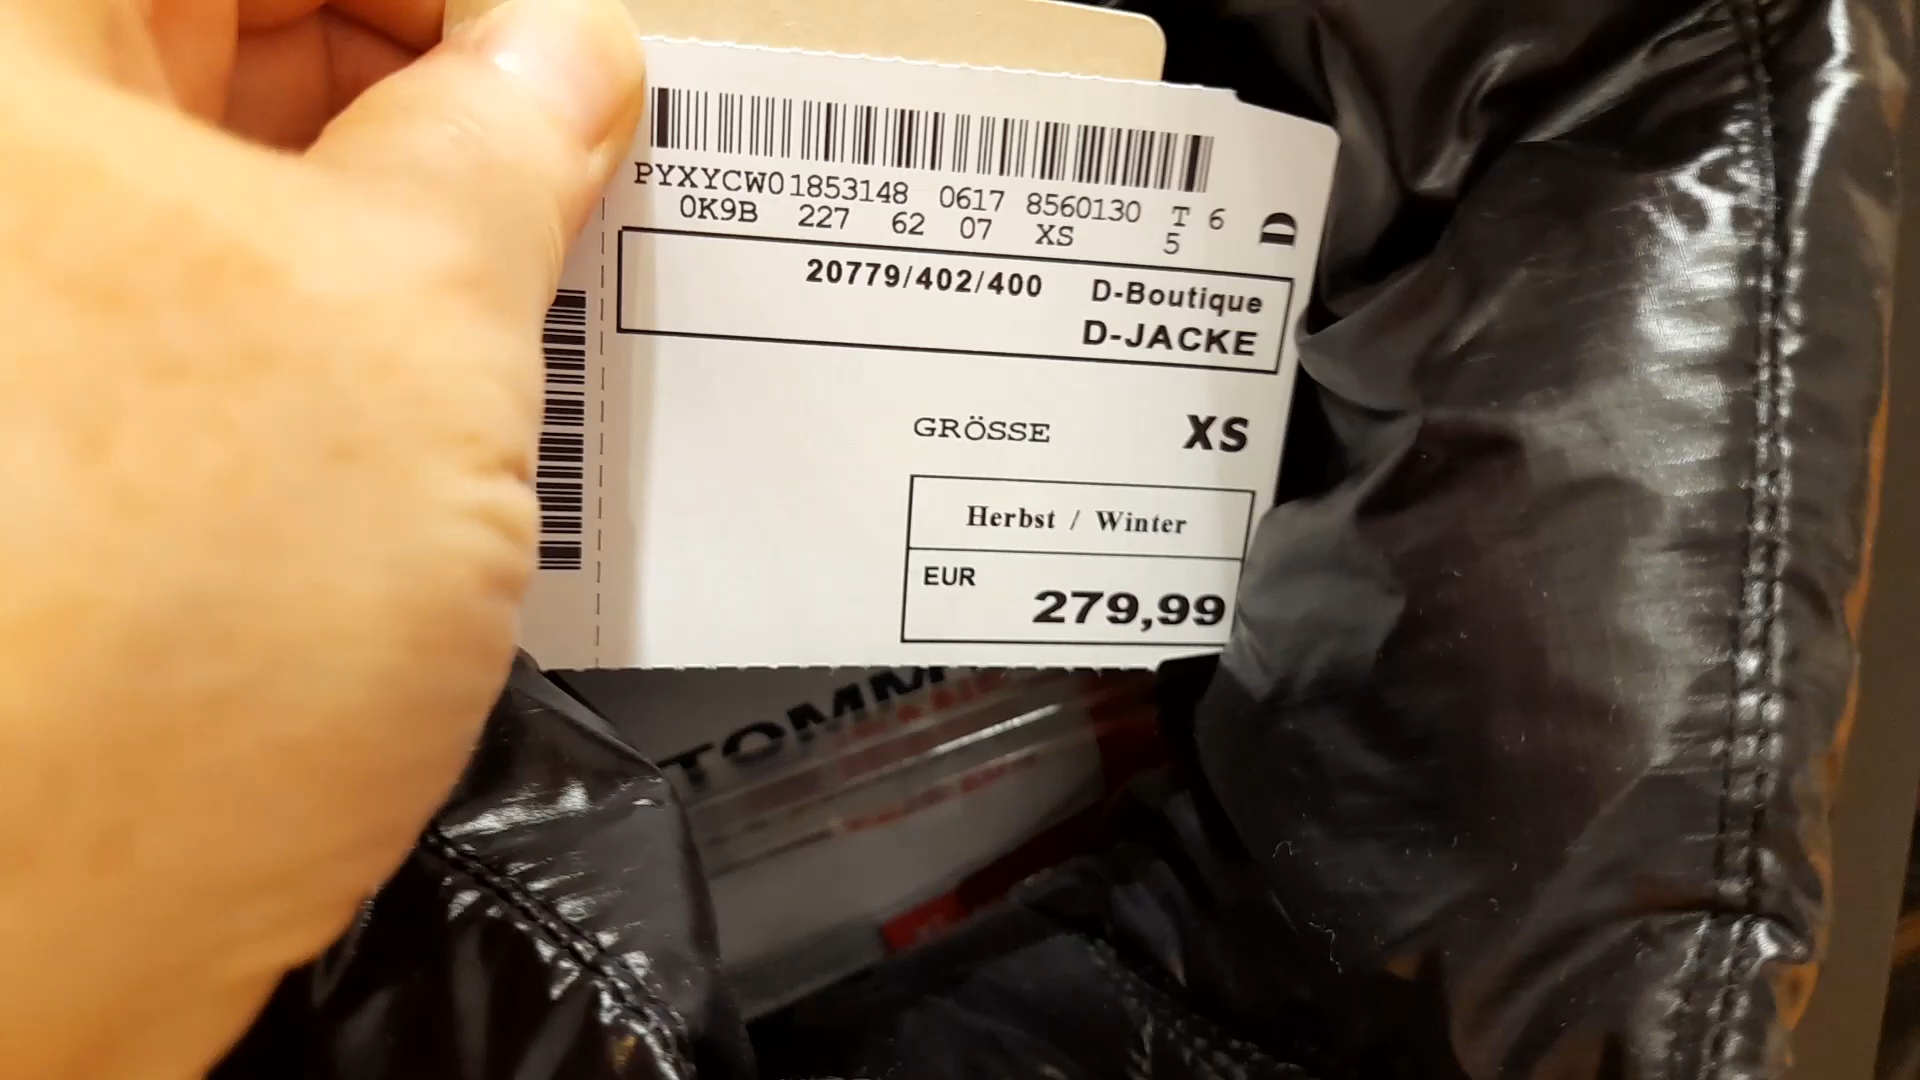 PYXYCW01853148 0617 8560130 T 6
0K9B 227 62 07 XS 5
D
20779/402/400 D-Boutique
D-JACKE
GRÖSSE XS
Herbst / Winter
EUR
279,99
TOMM